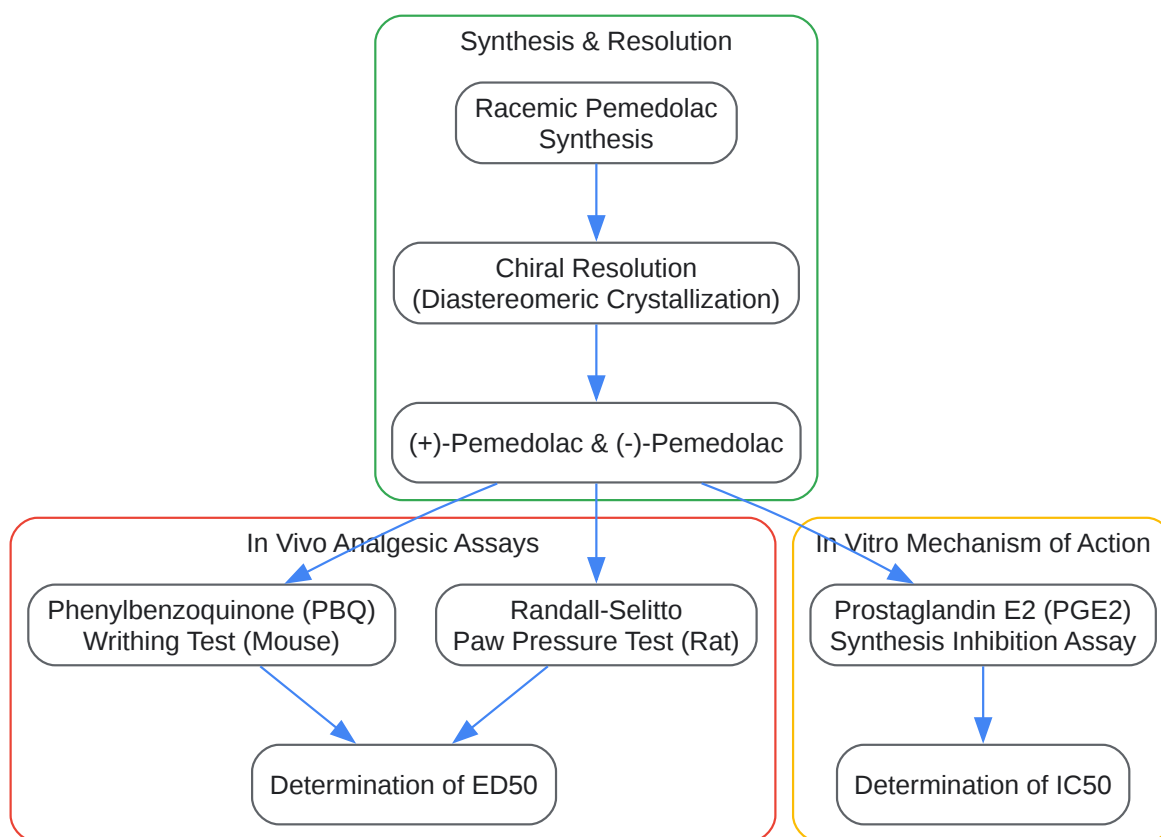 Synthesis & Resolution
Racemic Pemedolac
Synthesis
Chiral Resolution
(Diastereomeric Crystallization)
(+)-Pemedolac & (-)-Pemedolac
In Vivo Analgesic Assays
Phenylbenzoquinone (PBQ)
Writhing Test (Mouse)
Randall-Selitto
Paw Pressure Test (Rat)
Determination of ED50
In Vitro Mechanism of Action
Prostaglandin E2 (PGE2)
Synthesis Inhibition Assay
Determination of IC50